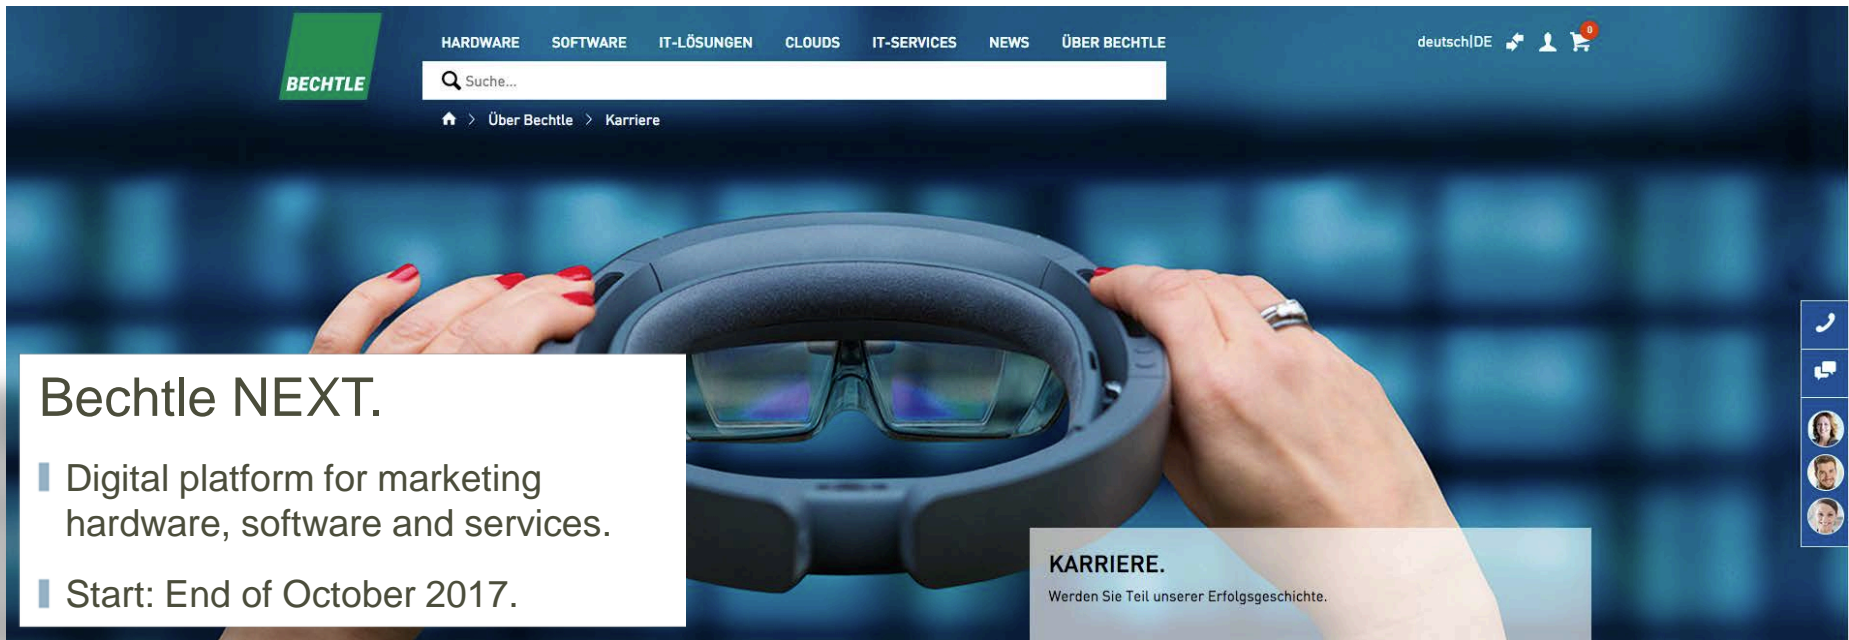 BECHTLE
HARDWARE SOFTWARE IT-LÖSUNGEN CLOUDS IT-SERVICES NEWS ÜBER BECHTLE
deutsch|DE
0
Suche...
> Über Bechtle > Karriere
Bechtle NEXT.
Digital platform for marketing
hardware, software and services.
Start: End of October 2017.
KARRIERE.
Werden Sie Teil unserer Erfolgsgeschichte.